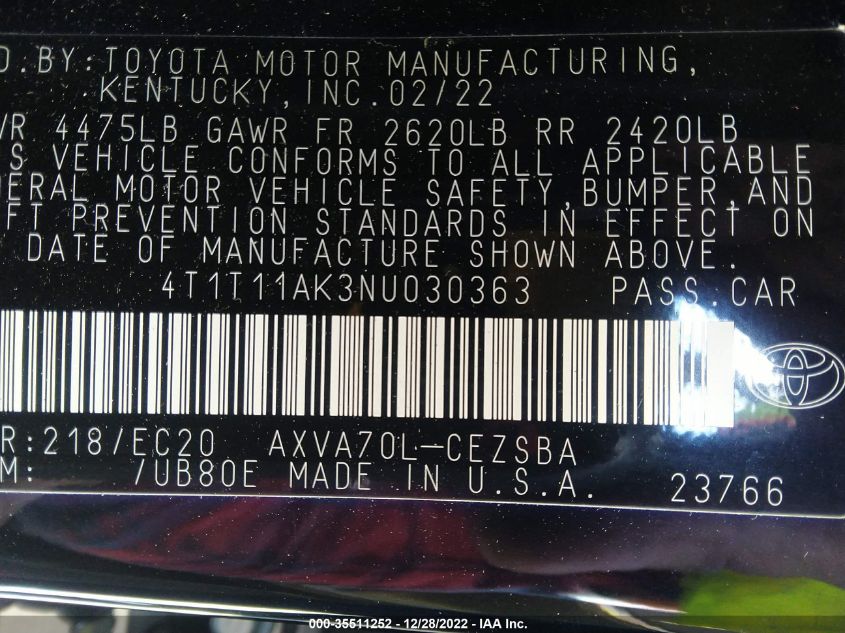 D. BY: TOYOTA MOTOR MANUFACTURING,
KENTUCKY, INC. 02/22
VR 4475LB GAWR FR 2620LB RR 2420LB
S VEHICLE CONFORMS TO ALL APPLICABLE
ERAL MOTOR VEHICLE SAFETY, BUMPER, AND
FT PREVENTION STANDARDS IN EFFECT ON
DATE OF MANUFACTURE SHOWN ABOVE.
4T1T11AK3NU030363 PASS. CAR
R:218/EC20 AXVA70L-CEZSBA
M: /UB80E MADE IN U.S.A. 23766
000-35511252 - 12/28/2022 - IAA Inc.